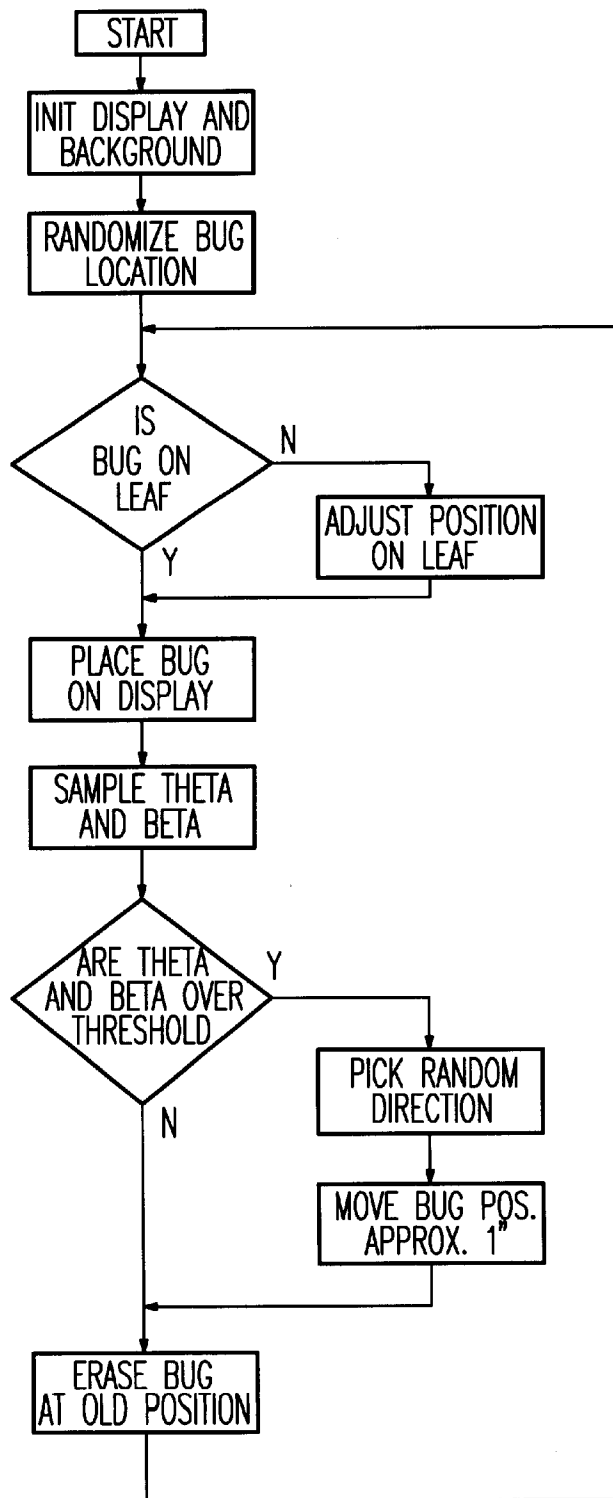 START
INIT DISPLAY AND
BACKGROUND
RANDOMIZE BUG
LOCATION
IS
BUG ON
LEAF
N
Y
ADJUST POSITION
ON LEAF
PLACE BUG
ON DISPLAY
SAMPLE THETA
AND BETA
ARE THETA
AND BETA OVER
THRESHOLD
Y
N
PICK RANDOM
DIRECTION
MOVE BUG POS.
APPROX. 1"
ERASE BUG
AT OLD POSITION